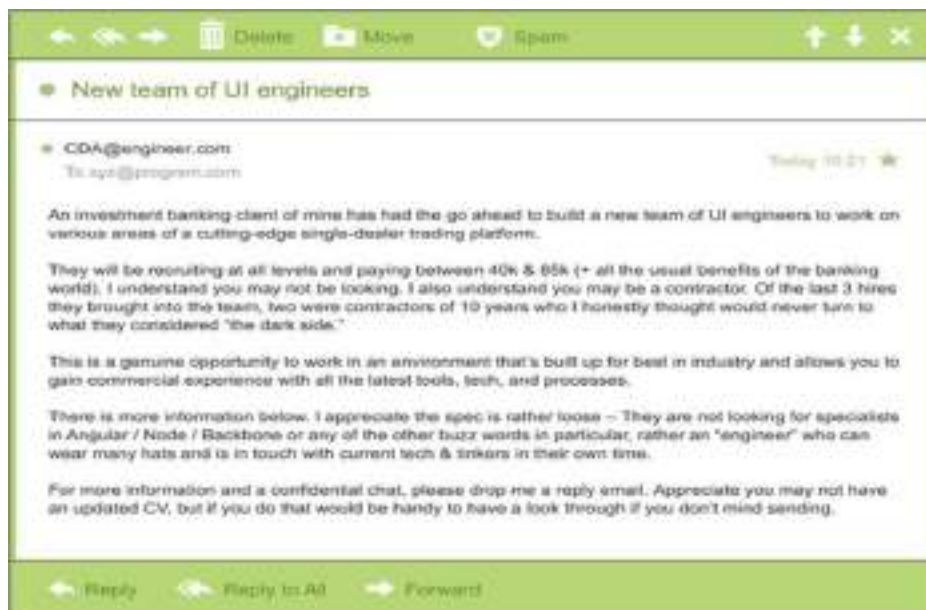 Delete Move Spam
New team of UI engineers
CDA@engineer.com
Today 10:21
To xyz@program.com
An investment banking client of mine has had the go ahead to build a new team of UI engineers to work on
various areas of a cutting-edge single-dealer trading platform.
They will be recruiting at all levels and paying between 40k & 85k (+ all the usual benefits of the banking
world). I understand you may not be looking. I also understand you may be a contractor. Of the last 3 hires
they brought into the team, two were contractors of 10 years who I honestly thought would never turn to
what they considered "the dark side."
This is a genuine opportunity to work in an environment that's built up for best in industry and allows you to
gain commercial experience with all the latest tools, tech, and processes.
There is more information below. I appreciate the spec is rather loose – They are not looking for specialists
in Angular / Node / Backbone or any of the other buzz words in particular, rather an "engineer" who can
wear many hats and is in touch with current tech & tinkers in their own time.
For more information and a confidential chat, please drop me a reply email. Appreciate you may not have
an updated CV, but if you do that would be handy to have a look through if you don't mind sending.
Reply Reply to All Forward